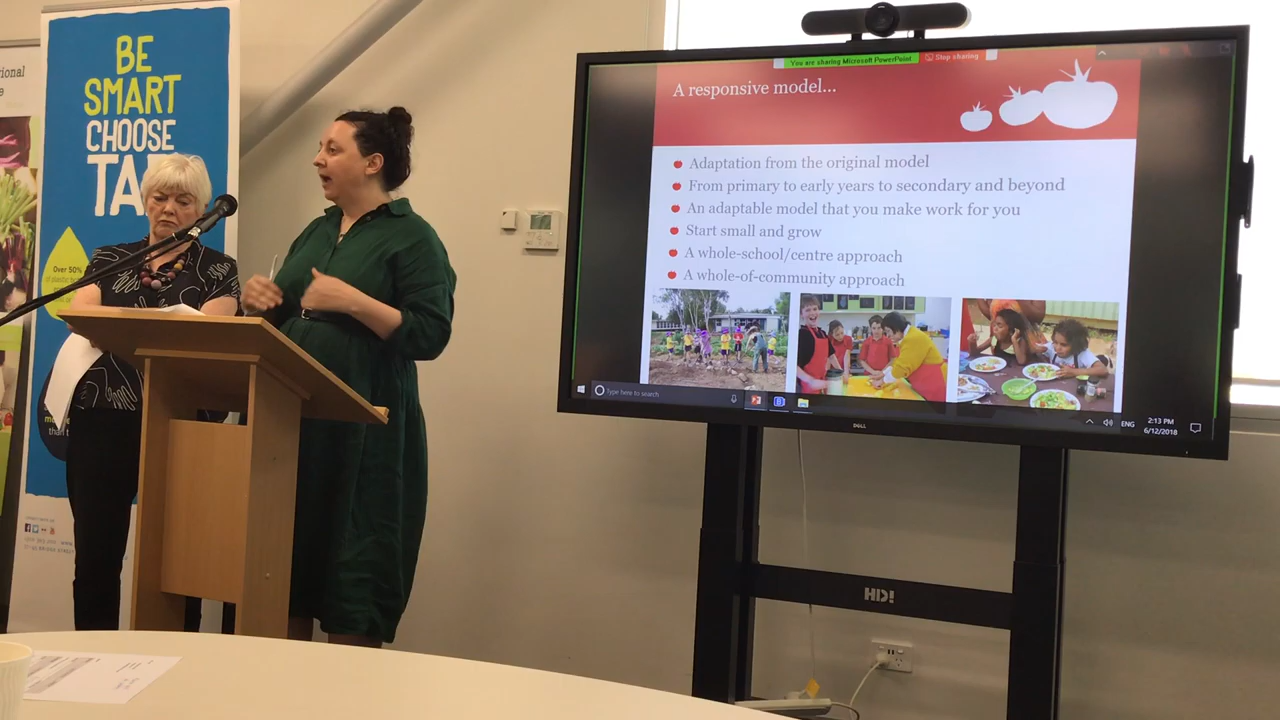 tional
e
BE
SMART
CHOOSE
TA
Over 50%
than t
You are sharing Microsoft PowerPoint
Stop sharing
A responsive model...
Adaptation from the original model
From primary to early years to secondary and beyond
An adaptable model that you make work for you
Start small and grow
A whole-school/centre approach
A whole-of-community approach
Type here to search
ENG
2:13 PM
6/12/2018
DELL
HD!